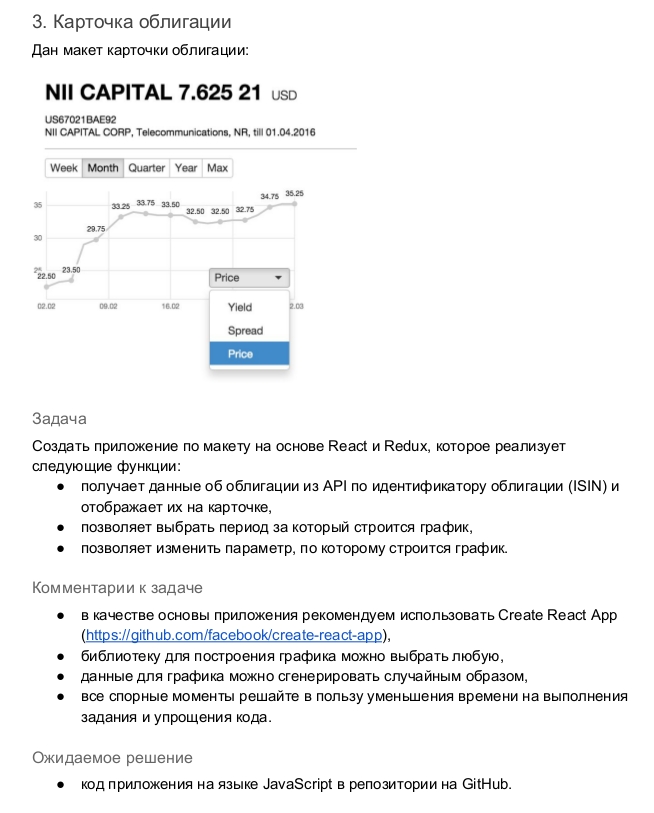 3. Карточка облигации
Дан макет карточки облигации:
NII CAPITAL 7.625 21 USD
US67021BAE92
NII CAPITAL CORP, Telecommunications, NR, till 01.04.2016
Week Month Quarter Year Max
34.75 35.25
35 33.25 33.75 33.50 32.50 32.50 32.75
29.75
30
25 23.50
22.50
Price
02.02 09.02 16.02 2.03
Yield
Spread
Price
Задача
Создать приложение по макету на основе React и Redux, которое реализует
следующие функции:
● получает данные об облигации из API по идентификатору облигации (ISIN) и
отображает их на карточке,
● позволяет выбрать период за который строится график,
● позволяет изменить параметр, по которому строится график.
Комментарии к задаче
● в качестве основы приложения рекомендуем использовать Create React App
(https://github.com/facebook/create-react-app),
● библиотеку для построения графика можно выбрать любую,
● данные для графика можно сгенерировать случайным образом,
● все спорные моменты решайте в пользу уменьшения времени на выполнения
задания и упрощения кода.
Ожидаемое решение
● код приложения на языке JavaScript в репозитории на GitHub.